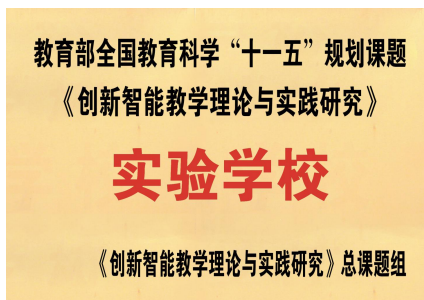 教育部全国教育科学“十一五”规划课题
《创新智能教学理论与实践研究》
实验学校
《创新智能教学理论与实践研究》总课题组